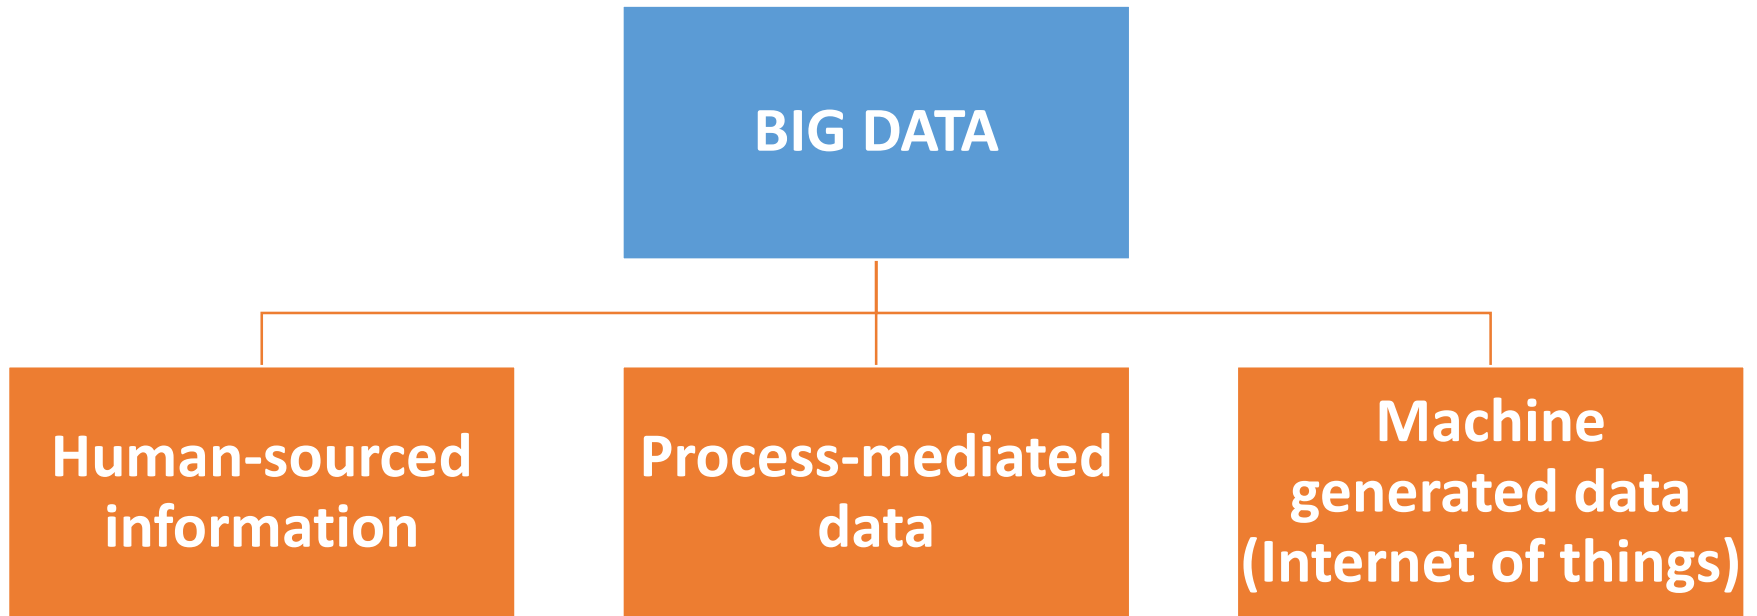 BIG DATA
Human-sourced
information
Process-mediated
data
Machine
generated data
(Internet of things)